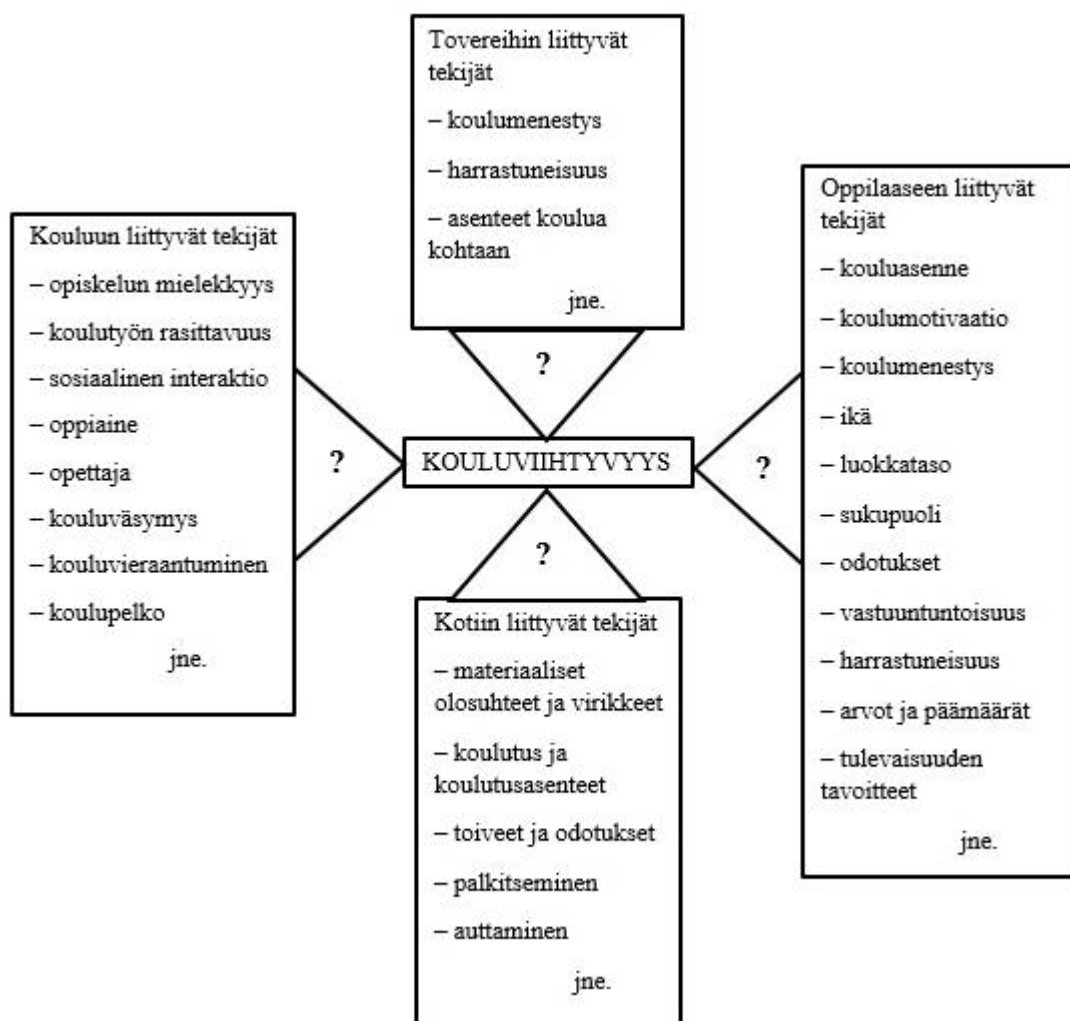 Tovereihin liittyvät
tekijät
– koulumenestys
– harrastuneisuus
– asenteet koulua
kohtaan
jne.
?
Kouluun liittyvät tekijät
– opiskelun mielekkyys
– koulutyön rasittavuus
– sosiaalinen interaktio
– oppiaine
– opettaja
– kouluväsymys
– kouluvieraantuminen
– koulupelko
jne.
?
KOULUVIIHTYVYYS
?
Oppilaaseen liittyvät
tekijät
– kouluasenne
– koulumotivaatio
– koulumenestys
– ikä
– luokkataso
– sukupuoli
– odotukset
– vastuuntuntoisuus
– harrastuneisuus
– arvot ja päämäärät
– tulevaisuuden
tavoitteet
jne.
?
Kotiin liittyvät tekijät
– materiaaliset
olosuhteet ja virikkeet
– koulutus ja
koulutusasenteet
– toiveet ja odotukset
– palkitseminen
– auttaminen
jne.